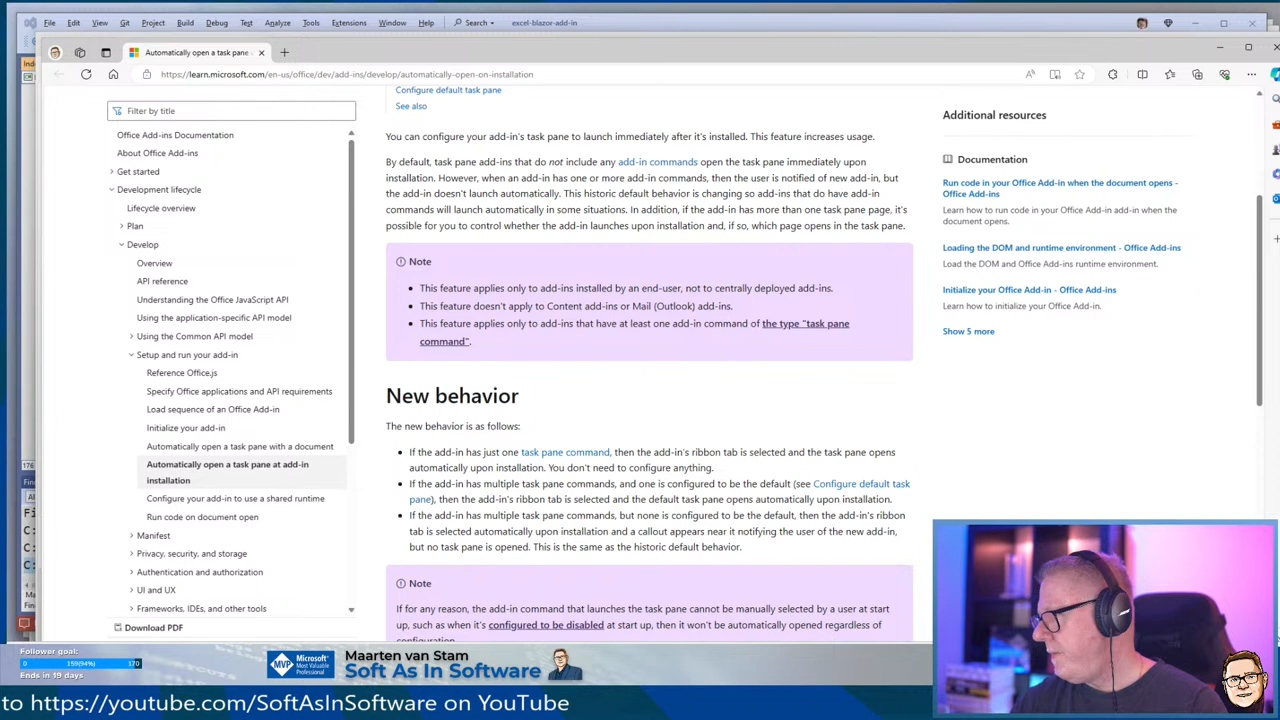 File Edit View Git Project Build Debug Test Analyze Tools Extensions Window Help Search excel-blazor-add-in
Automatically open a task pane
https://learn.microsoft.com/en-us/office/dev/add-ins/develop/automatically-open-on-installation
Filter by title
Office Add-ins Documentation
About Office Add-ins
Get started
Development lifecycle
Lifecycle overview
Plan
Develop
Overview
API reference
Understanding the Office JavaScript API
Using the application-specific API model
Using the Common API model
Setup and run your add-in
Reference Office.js
Specify Office applications and API requirements
Load sequence of an Office Add-in
Initialize your add-in
Automatically open a task pane with a document
Automatically open a task pane at add-in
installation
Configure your add-in to use a shared runtime
Run code on document open
Manifest
Privacy, security, and storage
Authentication and authorization
UI and UX
Frameworks, IDEs, and other tools
Download PDF
Configure default task pane
See also
You can configure your add-in's task pane to launch immediately after it's installed. This feature increases usage.
By default, task pane add-ins that do not include any add-in commands open the task pane immediately upon
installation. However, when an add-in has one or more add-in commands, then the user is notified of new add-in, but
the add-in doesn't launch automatically. This historic default behavior is changing so add-ins that do have add-in
commands will launch automatically in some situations. In addition, if the add-in has more than one task pane page, it's
possible for you to control whether the add-in launches upon installation and, if so, which page opens in the task pane.
Note
• This feature applies only to add-ins installed by an end-user, not to centrally deployed add-ins.
• This feature doesn't apply to Content add-ins or Mail (Outlook) add-ins.
• This feature applies only to add-ins that have at least one add-in command of the type "task pane
command".
New behavior
The new behavior is as follows:
• If the add-in has just one task pane command, then the add-in's ribbon tab is selected and the task pane opens
automatically upon installation. You don't need to configure anything.
• If the add-in has multiple task pane commands, and one is configured to be the default (see Configure default task
pane), then the add-in's ribbon tab is selected and the default task pane opens automatically upon installation.
• If the add-in has multiple task pane commands, but none is configured to be the default, then the add-in's ribbon
tab is selected automatically upon installation and a callout appears near it notifying the user of the new add-in,
but no task pane is opened. This is the same as the historic default behavior.
Note
If for any reason, the add-in command that launches the task pane cannot be manually selected by a user at start
up, such as when it's configured to be disabled at start up, then it won't be automatically opened regardless of
configuration.
Additional resources
Documentation
Run code in your Office Add-in when the document opens -
Office Add-ins
Learn how to run code in your Office Add-in add-in when the
document opens.
Loading the DOM and runtime environment - Office Add-ins
Load the DOM and Office Add-ins runtime environment.
Initialize your Office Add-in - Office Add-ins
Learn how to initialize your Office Add-in.
Show 5 more
Follower goal:
0 159(94%) 170
Ends in 19 days
MVP Microsoft Most Valuable Professional
Maarten van Stam
Soft As In Software
to https://youtube.com/SoftAsInSoftware on YouTube